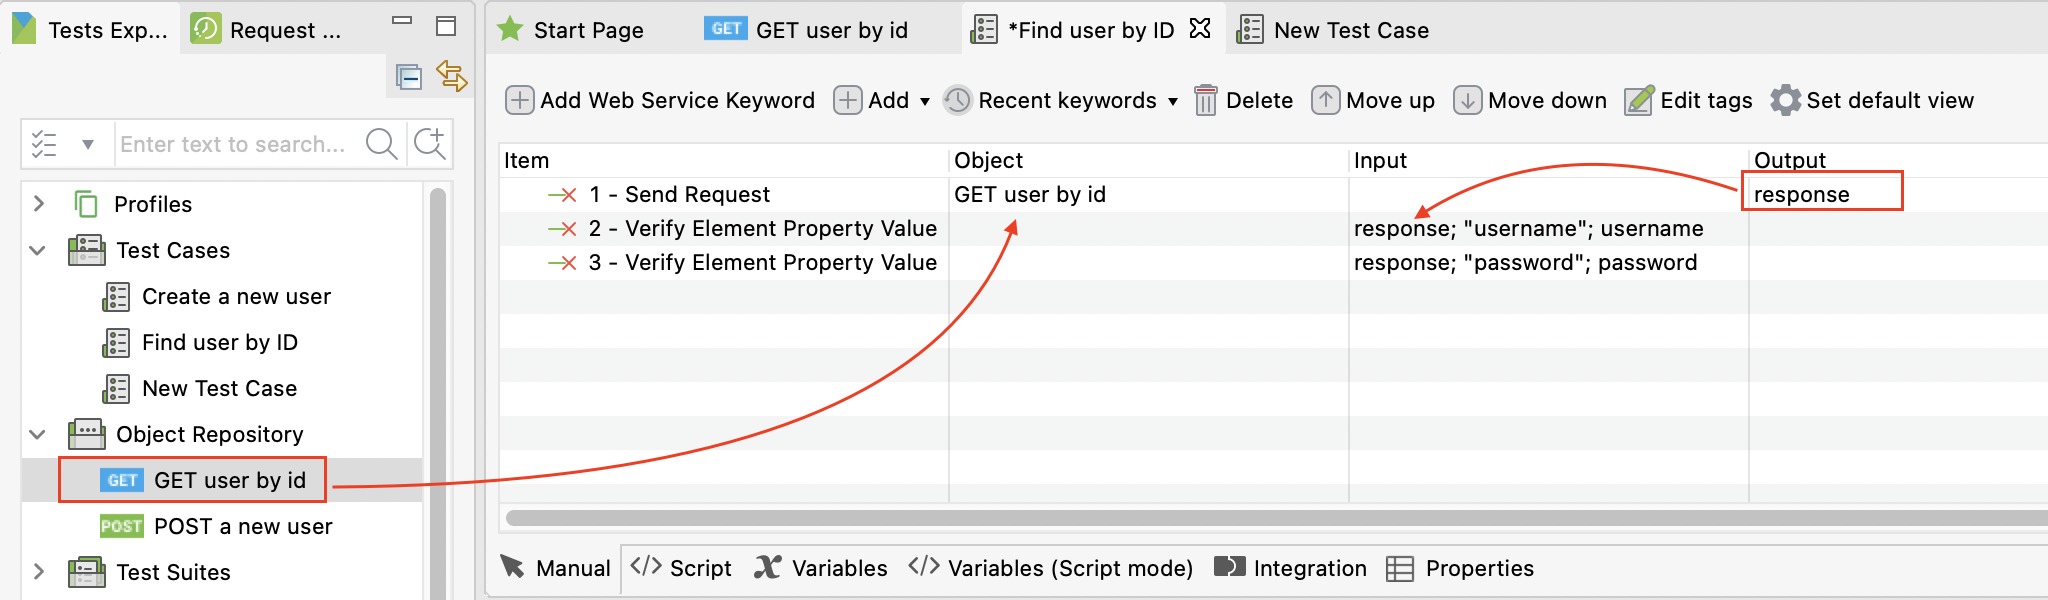 Tests Exp...
Request ...
Enter text to search...
Profiles
Test Cases
Create a new user
Find user by ID
New Test Case
Object Repository
GET GET user by id
POST POST a new user
Test Suites
Start Page
GET GET user by id
*Find user by ID
New Test Case
Add Web Service Keyword
Add
Recent keywords
Delete
Move up
Move down
Edit tags
Set default view
Item Object Input Output
1 - Send Request GET user by id response
2 - Verify Element Property Value response; "username"; username
3 - Verify Element Property Value response; "password"; password
Manual
</> Script
Variables
</> Variables (Script mode)
Integration
Properties